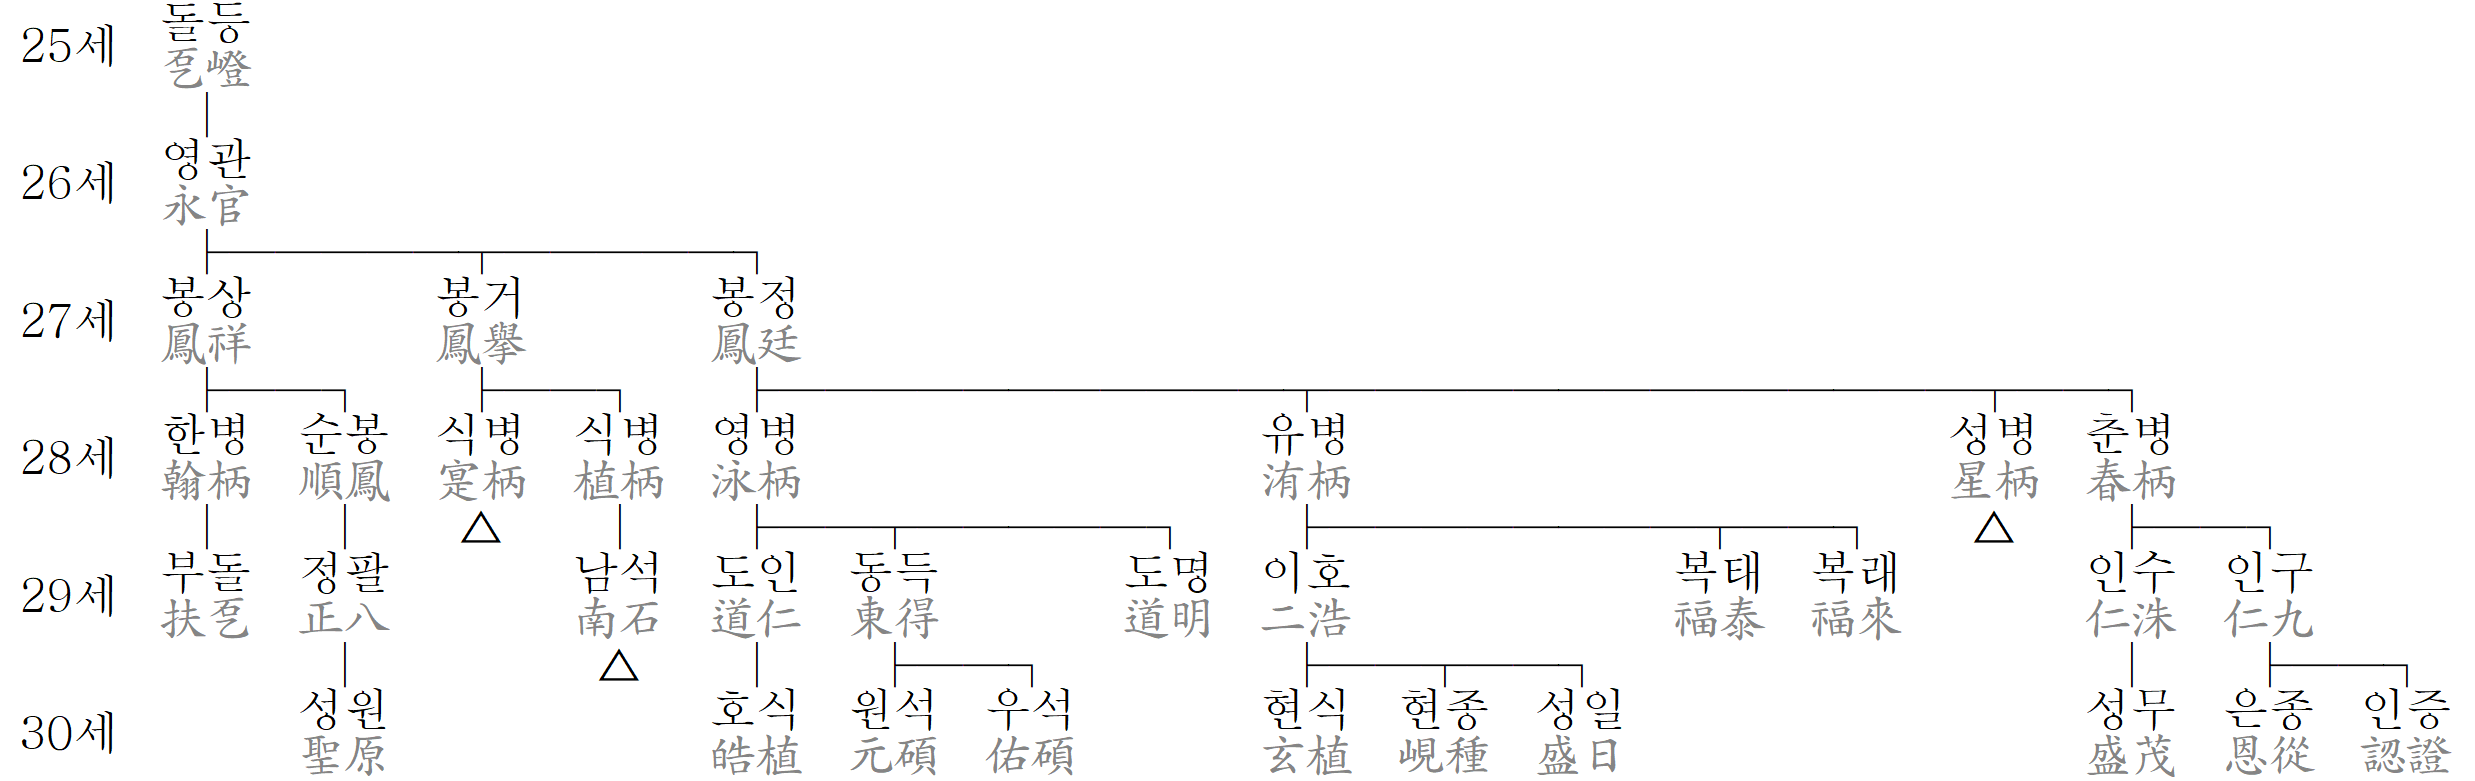 25세 돌등
乭嶝
26세 영관
永官
27세 봉상 봉거 봉정
鳳祥 鳳擧 鳳廷
28세 한병 순봉 식병 식병 영병 유병 성병 춘병
翰柄 順鳳 寔柄 植柄 泳柄 洧柄 星柄 春柄
29세 부돌 정팔 남석 도인 동득 도명 이호 복태 복래 인수 인구
扶乭 正八 南石 道仁 東得 道明 二浩 福泰 福來 仁洙 仁九
30세 성원 호식 원석 우석 현식 현종 성일 성무 은종 인증
聖原 皓植 元碩 佑碩 玄植 峴種 盛日 盛茂 恩從 認證